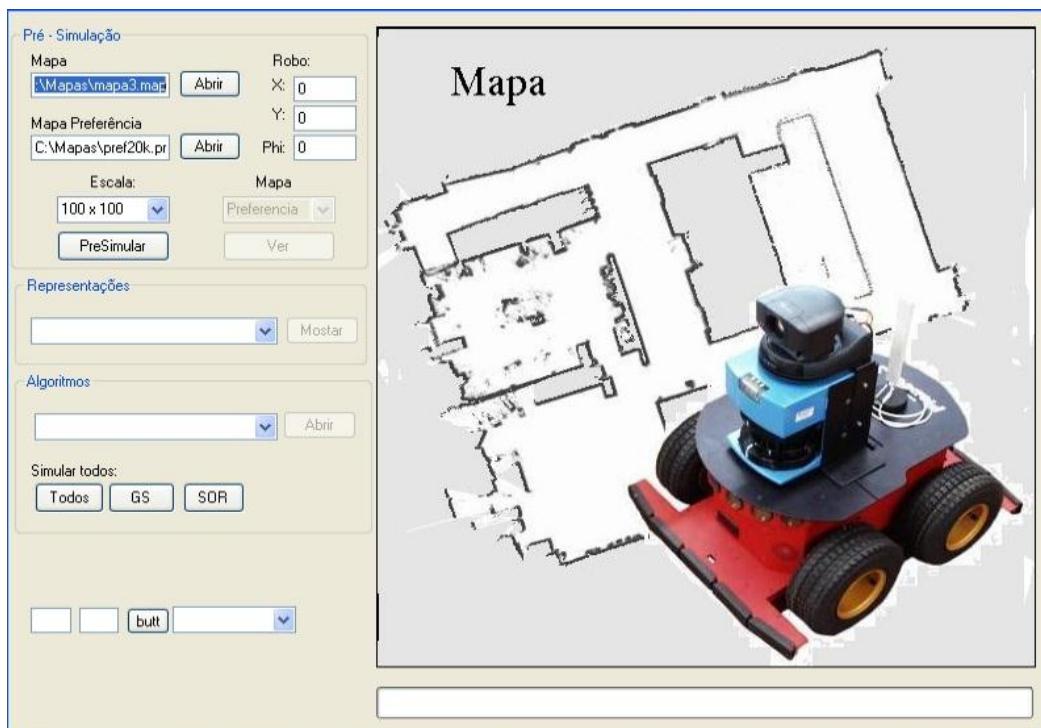 Pré - Simulação
Mapa
:\Mapas\mapa3.map
Abrir
Robo:
X: 0
Y: 0
Phi: 0
Mapa Preferência
C:\Mapas\pref20k.pr
Abrir
Escala:
Mapa
100 x 100
Preferencia
PreSimular
Ver
Representações
Mostar
Algoritmos
Abrir
Simular todos:
Todos
GS
SOR
butt
Mapa